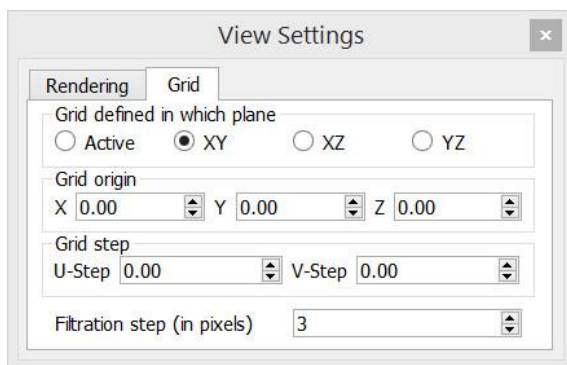 View Settings
Rendering Grid
Grid defined in which plane
Active XY XZ YZ
Grid origin
X 0.00 Y 0.00 Z 0.00
Grid step
U-Step 0.00 V-Step 0.00
Filtration step (in pixels) 3